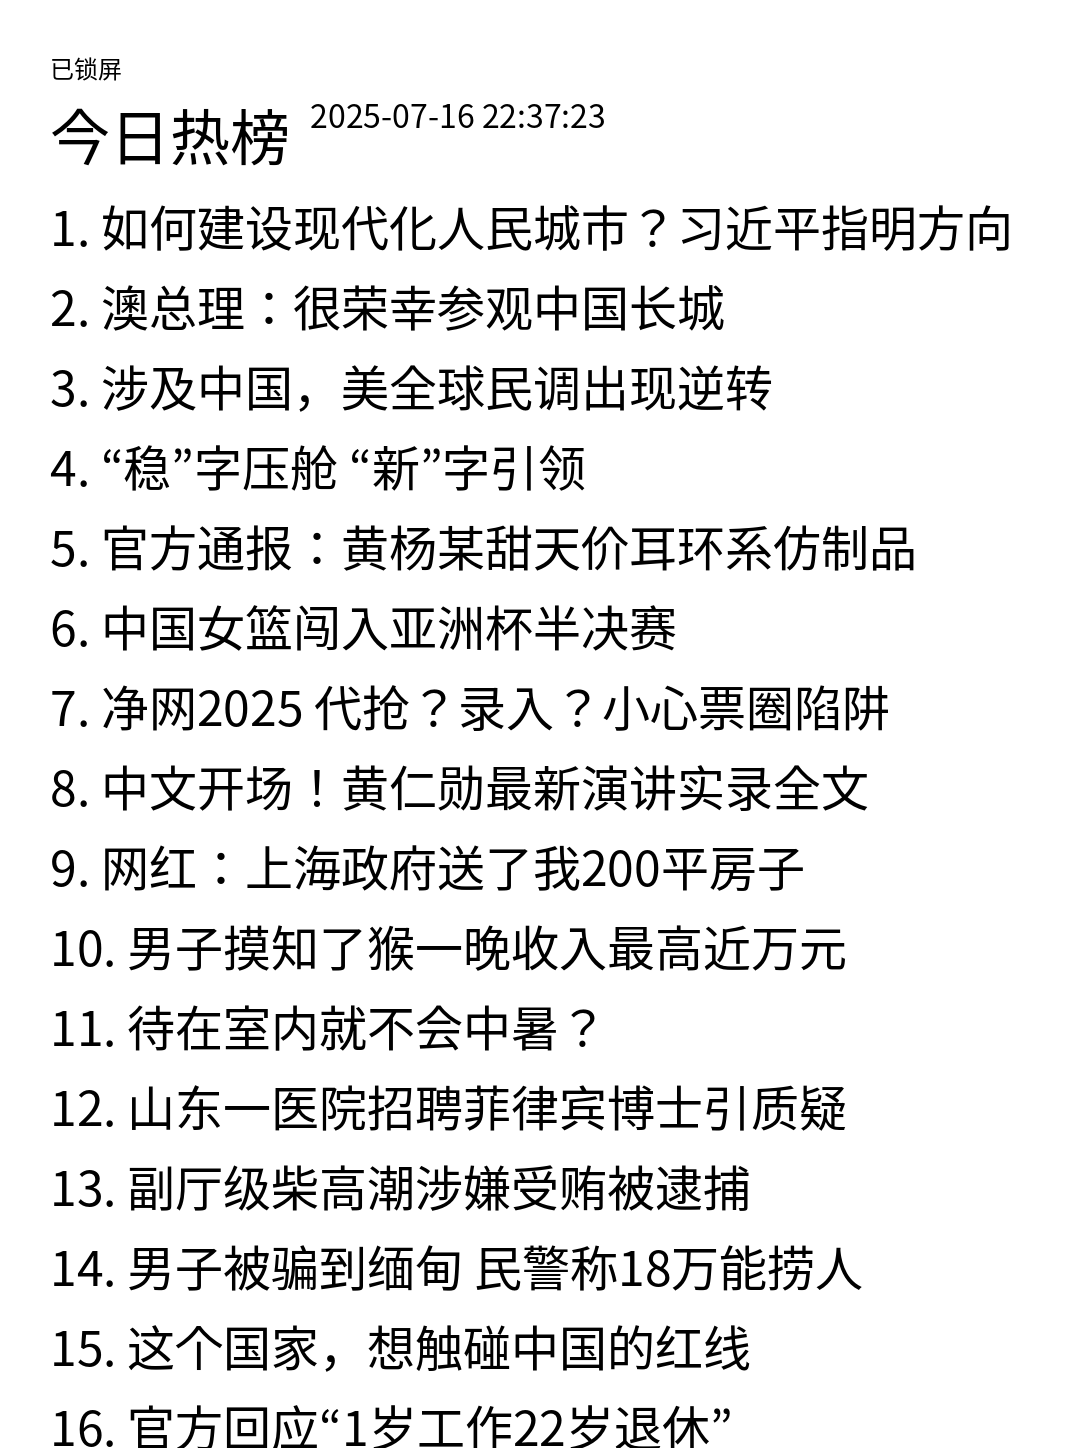 已锁屏
今日热榜 2025-07-16 22:37:23
1. 如何建设现代化人民城市？习近平指明方向
2. 澳总理：很荣幸参观中国长城
3. 涉及中国，美全球民调出现逆转
4. “稳”字压舱 “新”字引领
5. 官方通报：黄杨某甜天价耳环系仿制品
6. 中国女篮闯入亚洲杯半决赛
7. 净网2025 代抢？录入？小心票圈陷阱
8. 中文开场！黄仁勋最新演讲实录全文
9. 网红：上海政府送了我200平房子
10. 男子摸知了猴一晚收入最高近万元
11. 待在室内就不会中暑？
12. 山东一医院招聘菲律宾博士引质疑
13. 副厅级柴高潮涉嫌受贿被逮捕
14. 男子被骗到缅甸 民警称18万能捞人
15. 这个国家，想触碰中国的红线
16. 官方回应“1岁工作22岁退休”